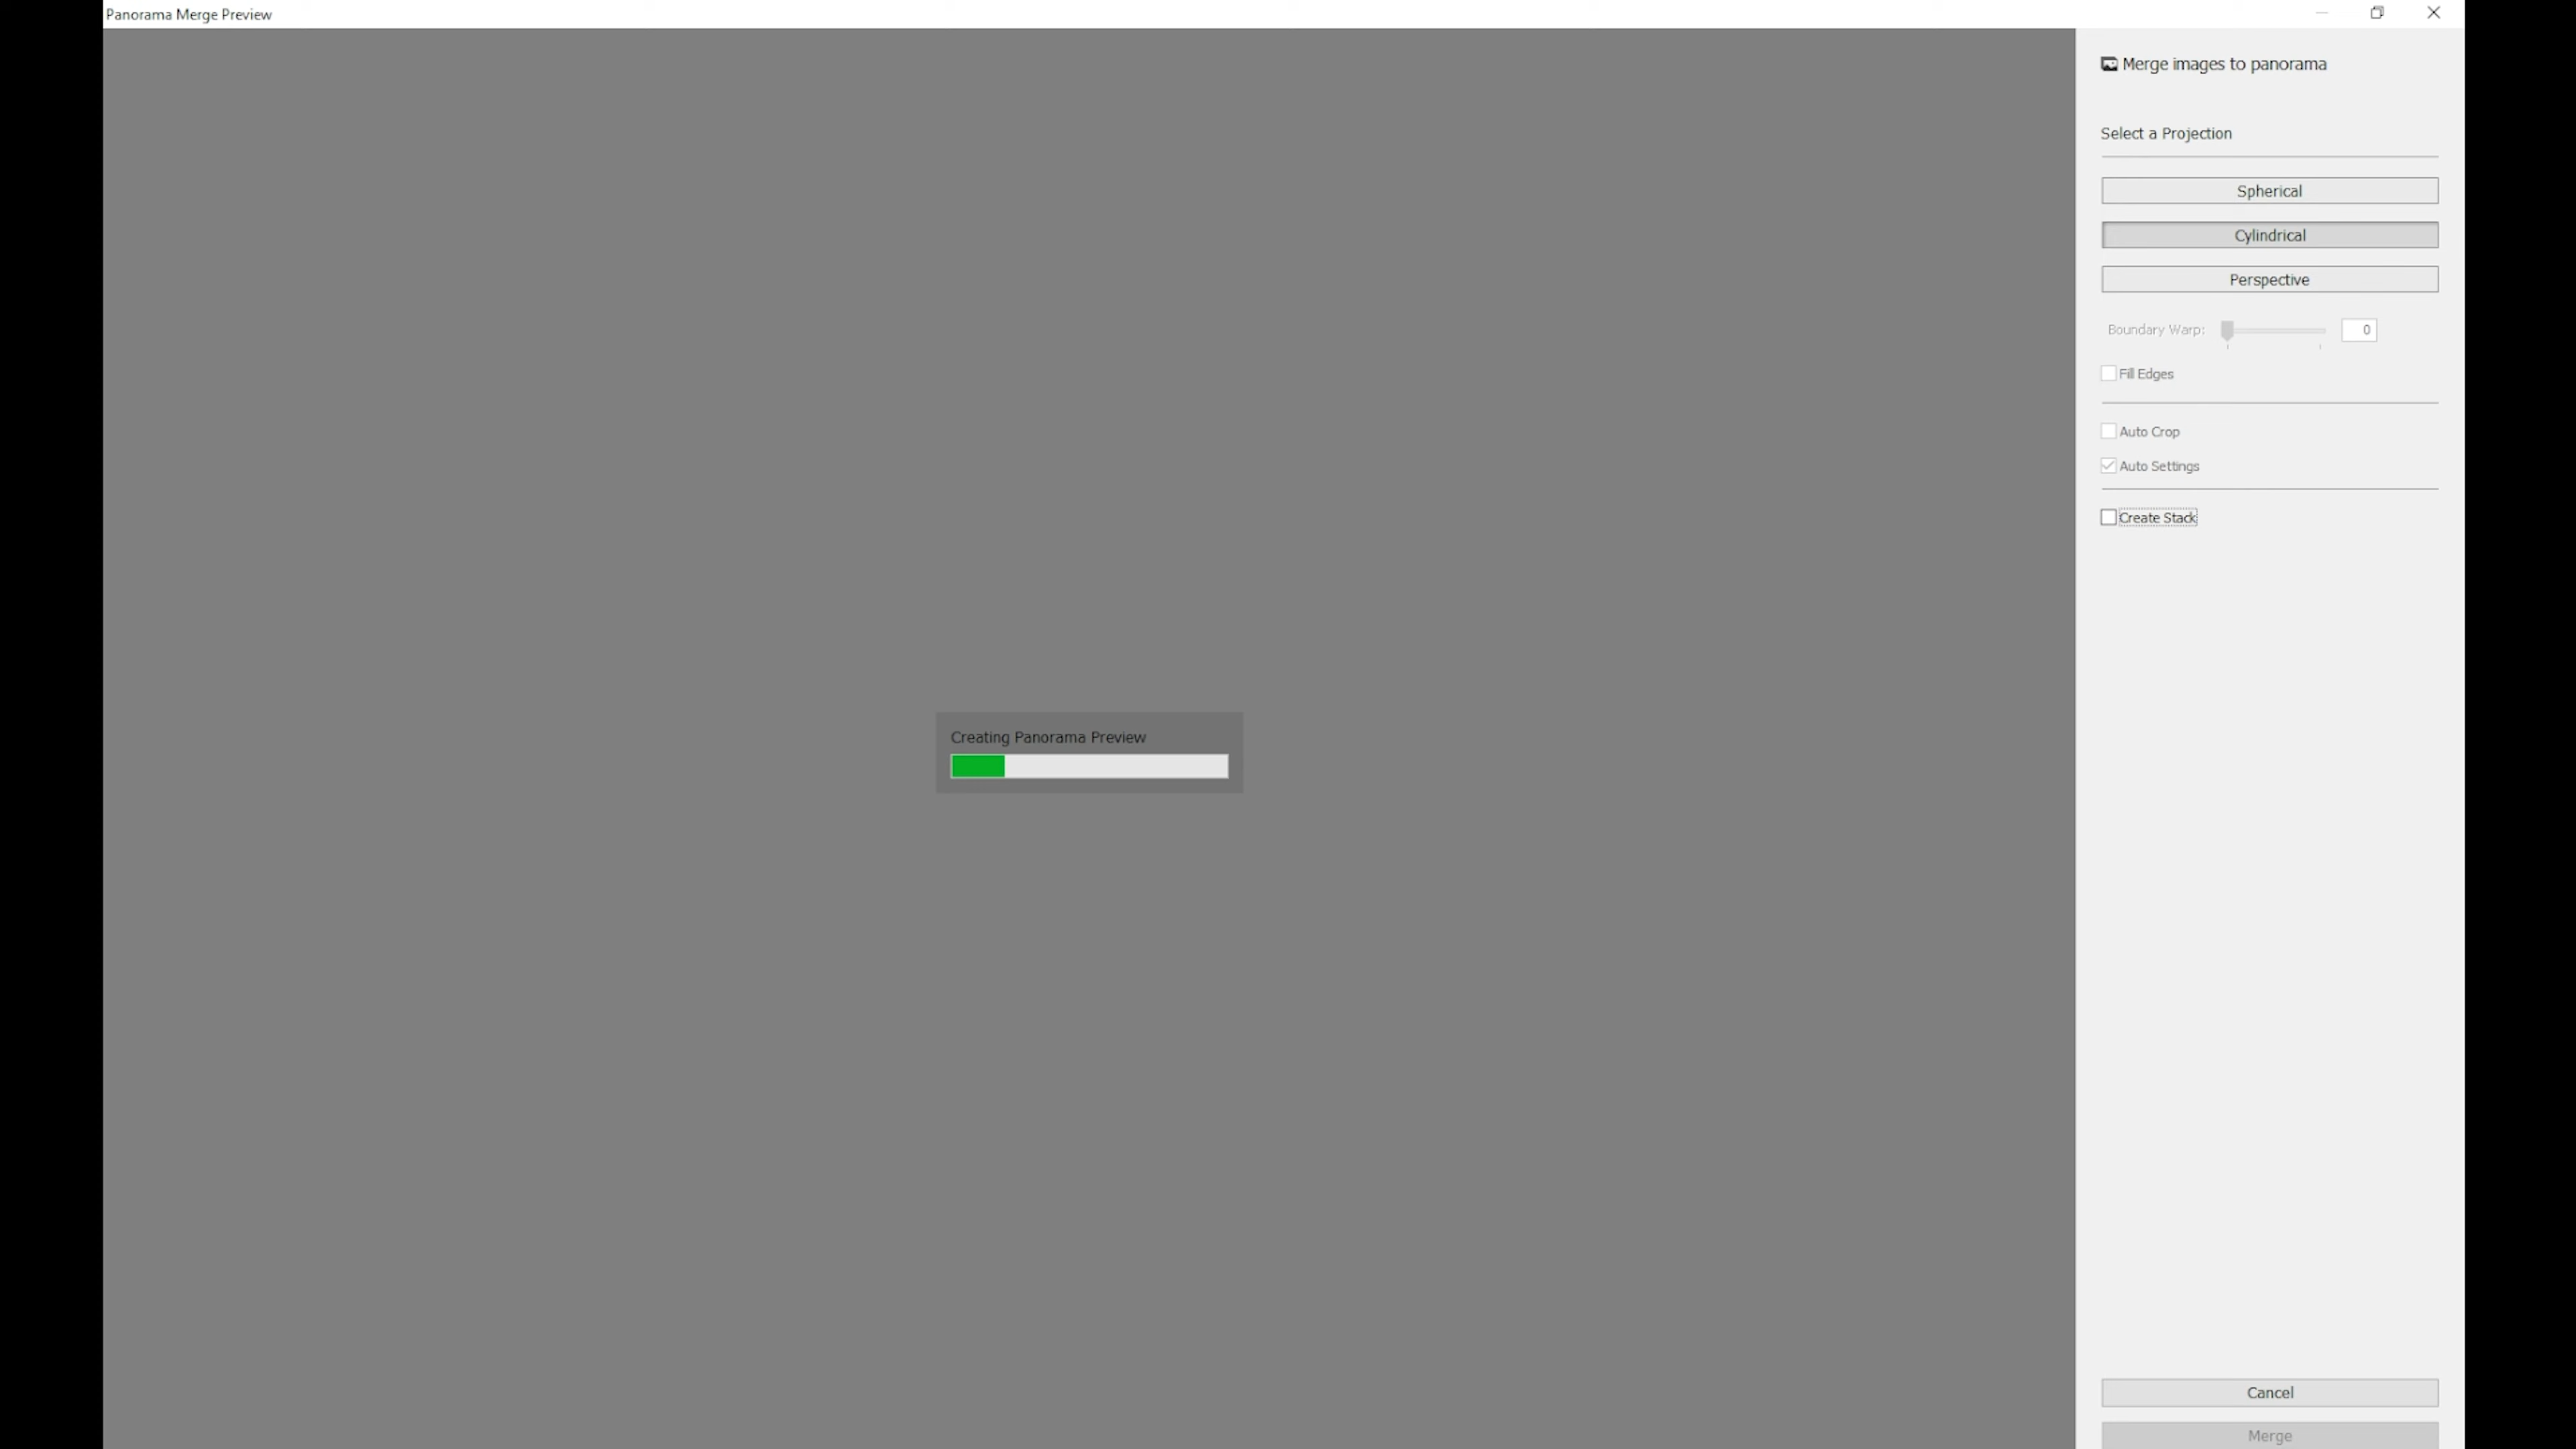 Panorama Merge Preview
Merge images to panorama
Select a Projection
Spherical
Cylindrical
Perspective
Boundary Warp: 0
Fill Edges
Auto Crop
Auto Settings
Create Stack
Creating Panorama Preview
Cancel
Merge